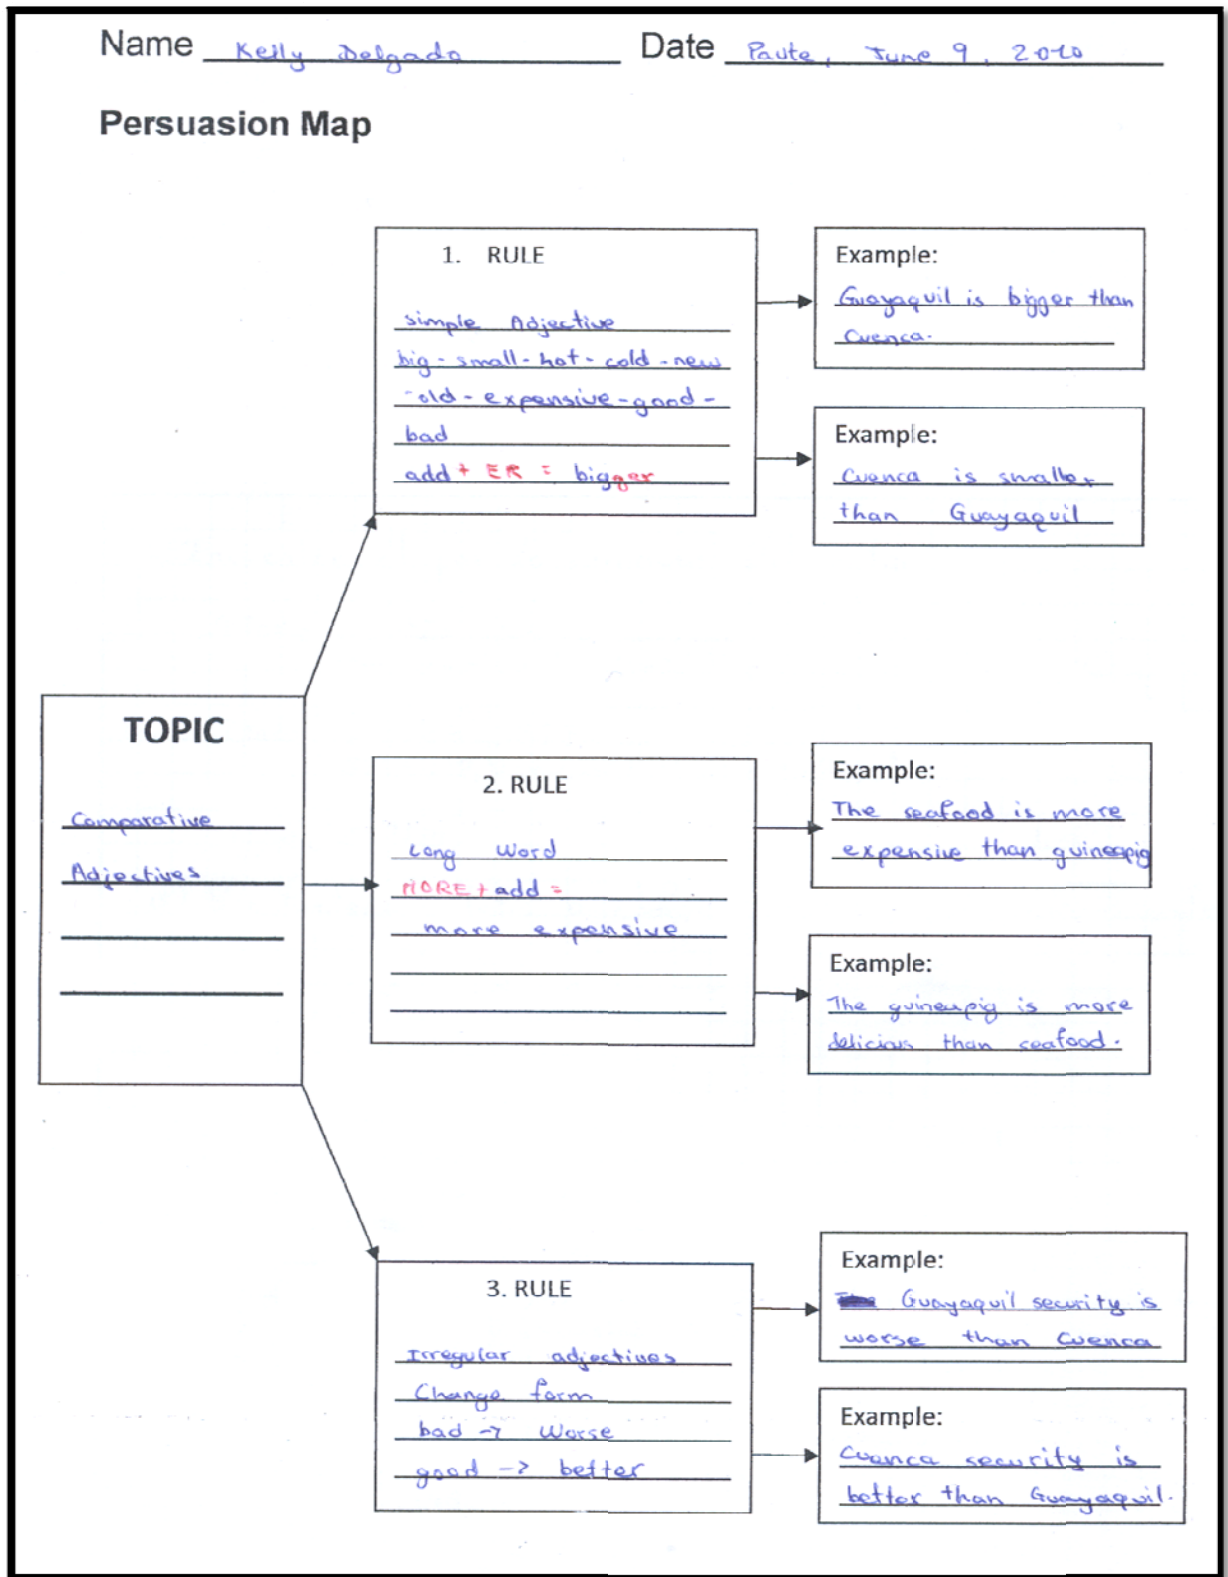 Name Kelly Delgado Date Paute, June 9, 2010
Persuasion Map
1. RULE
simple Adjective
big - small - hot - cold - new
- old - expensive - good -
bad
add + ER = bigger
Example:
Guayaquil is bigger than
Cuenca.
Example:
Cuenca is smaller
than Guayaquil
TOPIC
Comparative
Adjectives
2. RULE
Long Word
MORE + add =
more expensive
Example:
The seafood is more
expensive than guineapig
Example:
The guineapig is more
delicious than seafood.
3. RULE
Irregular adjectives
Change form
bad -> Worse
good -> better
Example:
Guayaquil security is
worse than Cuenca
Example:
Cuenca security is
better than Guayaquil.